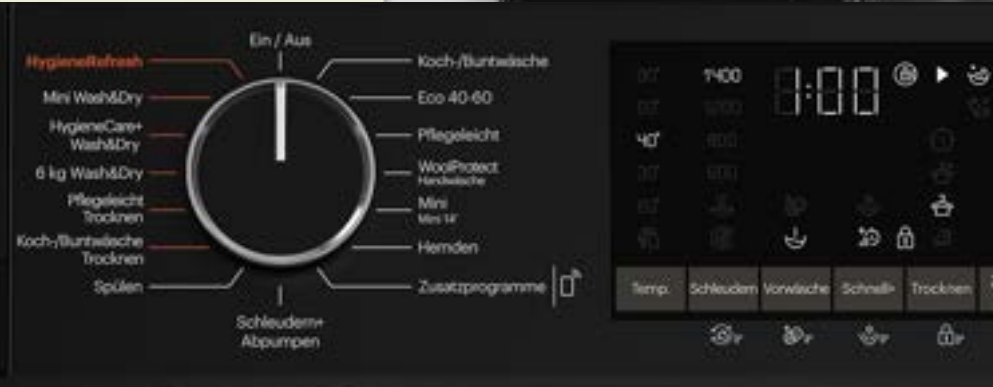 Ein / Aus
HygieneRefresh
Mini Wash&Dry
HygieneCare+
Wash&Dry
6 kg Wash&Dry
Pflegeleicht
Trocknen
Koch-/Buntwäsche
Trocknen
Spülen
Schleudern+
Abpumpen
Koch-/Buntwäsche
Eco 40-60
Pflegeleicht
WoolProtect
Handwäsche
Mini
Mini 14'
Hemden
Zusatzprogramme
1400
1:00
40°
Temp. Schleudern Vorwäsche Schnell+ Trocknen